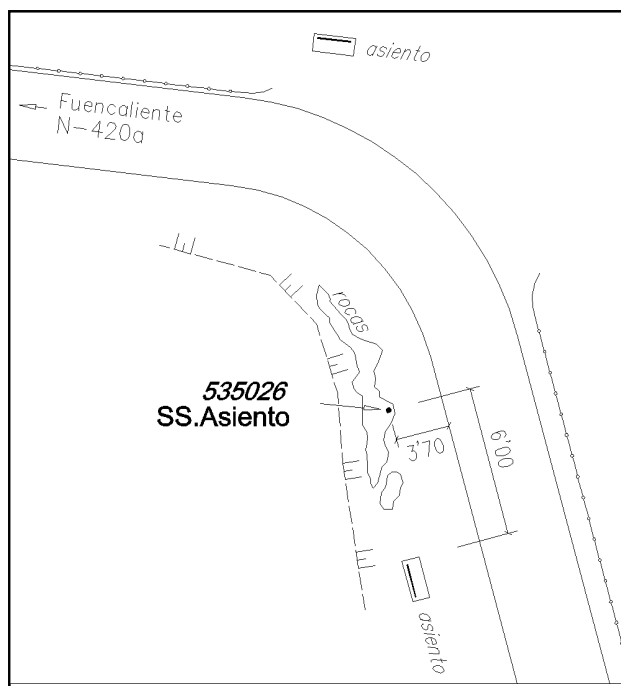 asiento
Fuencaliente
N-420a
rocas
535026
SS.Asiento
3'70
6'00
asiento